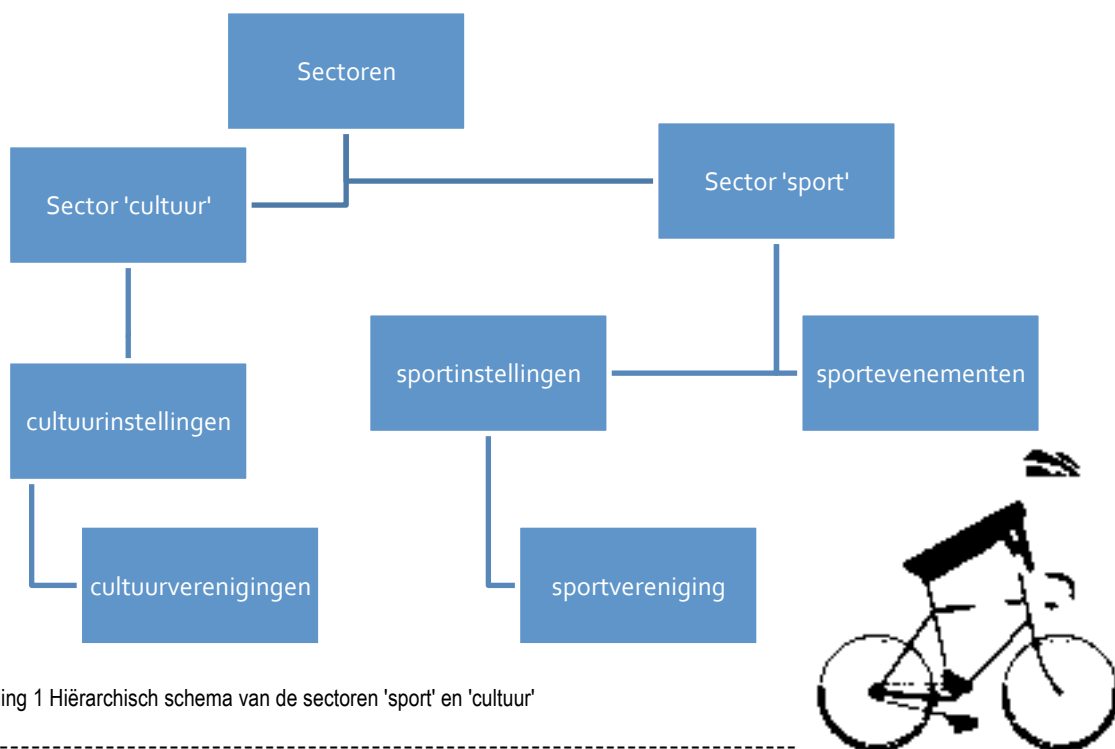 Sectoren
Sector 'cultuur'
Sector 'sport'
cultuurinstellingen
sportinstellingen
sportevenementen
cultuurverenigingen
sportvereniging
ing 1 Hiërarchisch schema van de sectoren 'sport' en 'cultuur'